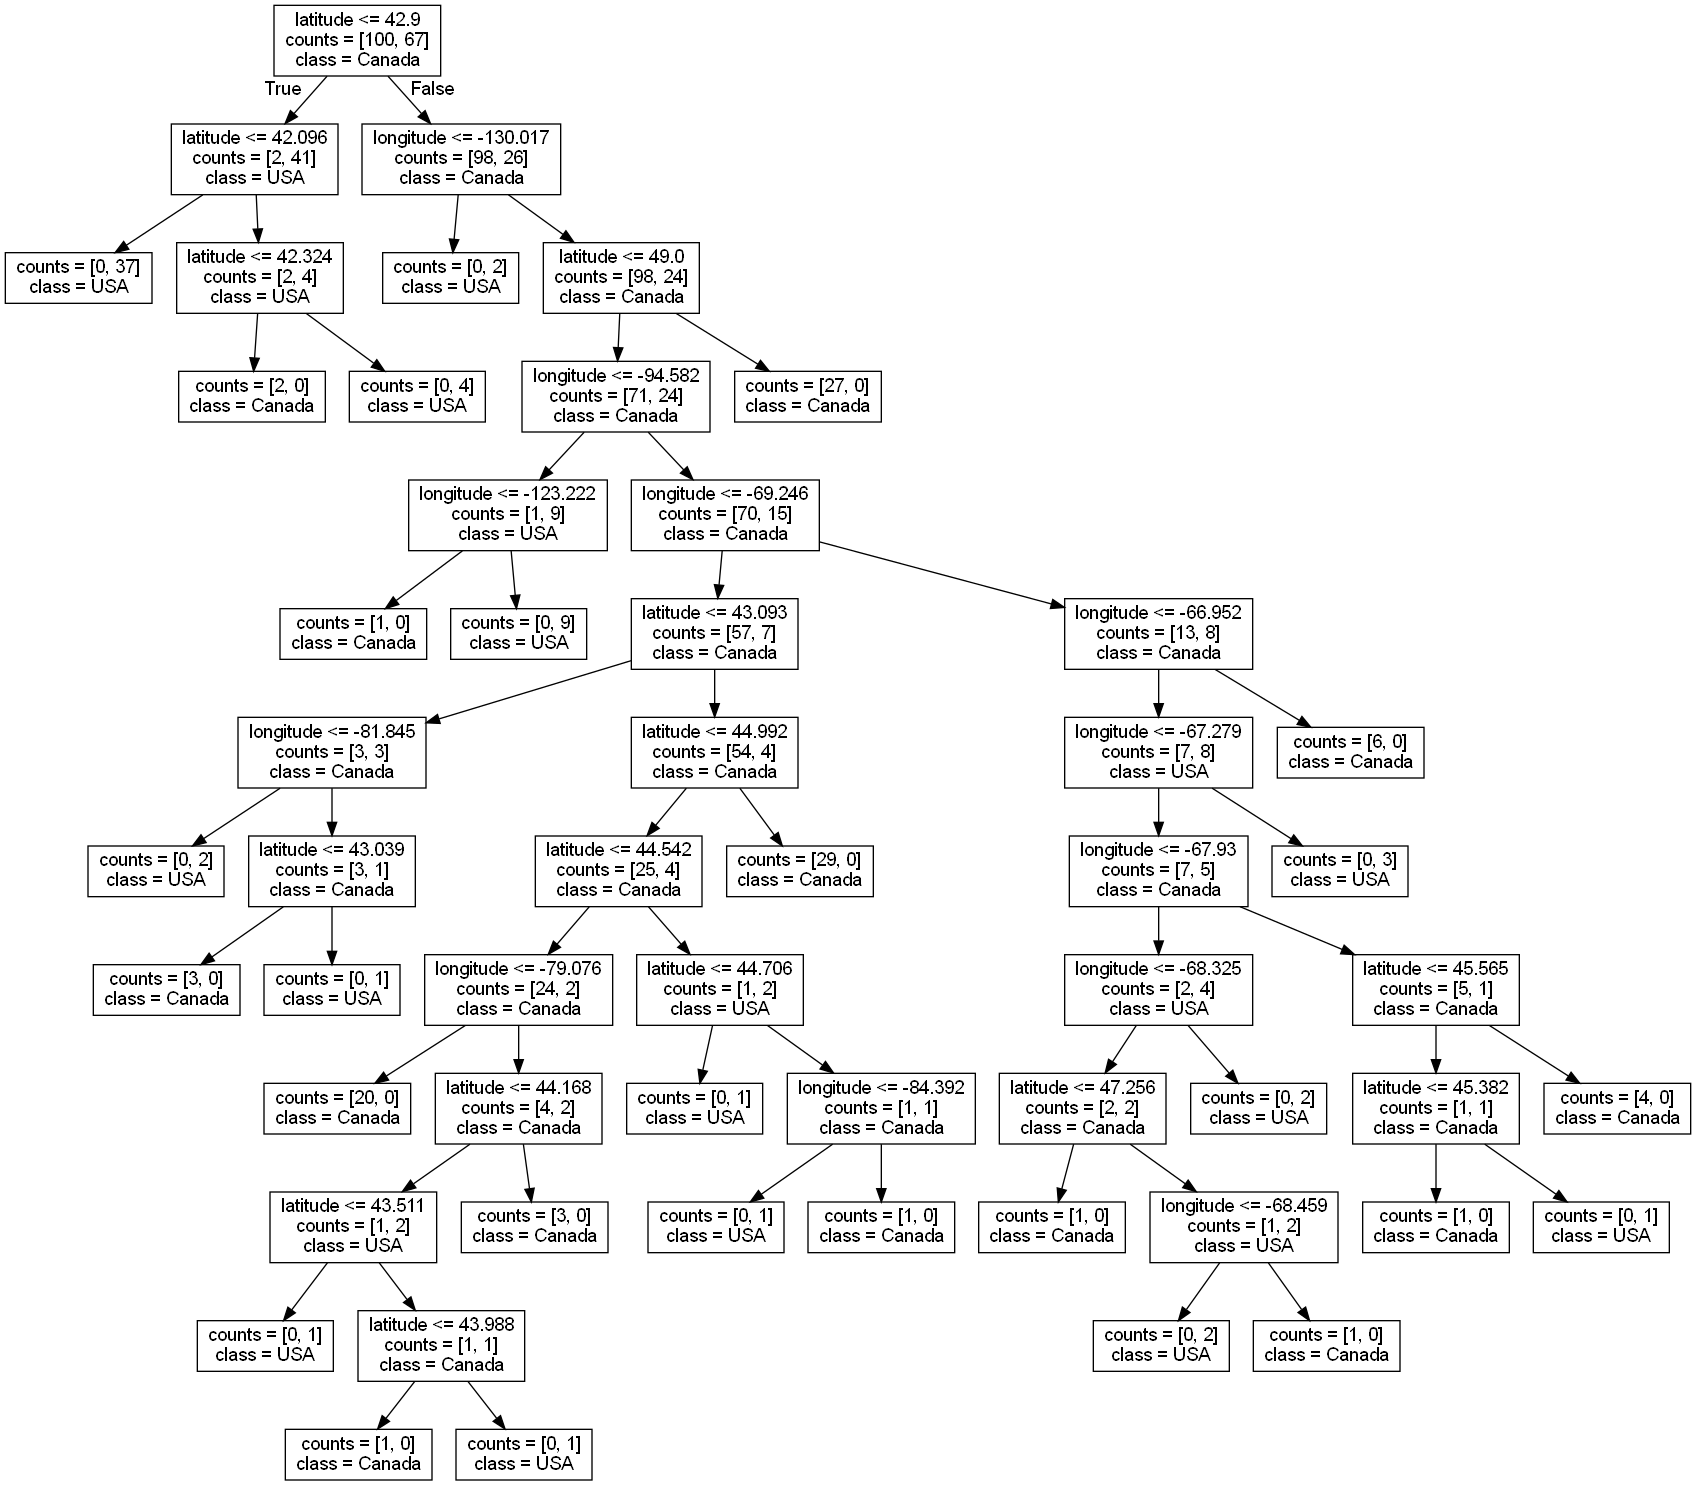 latitude <= 42.9
counts = [100, 67]
class = Canada
True
False
latitude <= 42.096
counts = [2, 41]
class = USA
longitude <= -130.017
counts = [98, 26]
class = Canada
counts = [0, 37]
class = USA
latitude <= 42.324
counts = [2, 4]
class = USA
counts = [0, 2]
class = USA
latitude <= 49.0
counts = [98, 24]
class = Canada
counts = [2, 0]
class = Canada
counts = [0, 4]
class = USA
longitude <= -94.582
counts = [71, 24]
class = Canada
counts = [27, 0]
class = Canada
longitude <= -123.222
counts = [1, 9]
class = USA
longitude <= -69.246
counts = [70, 15]
class = Canada
counts = [1, 0]
class = Canada
counts = [0, 9]
class = USA
latitude <= 43.093
counts = [57, 7]
class = Canada
longitude <= -66.952
counts = [13, 8]
class = Canada
longitude <= -81.845
counts = [3, 3]
class = Canada
latitude <= 44.992
counts = [54, 4]
class = Canada
longitude <= -67.279
counts = [7, 8]
class = USA
counts = [6, 0]
class = Canada
counts = [0, 2]
class = USA
latitude <= 43.039
counts = [3, 1]
class = Canada
latitude <= 44.542
counts = [25, 4]
class = Canada
counts = [29, 0]
class = Canada
longitude <= -67.93
counts = [7, 5]
class = Canada
counts = [0, 3]
class = USA
counts = [3, 0]
class = Canada
counts = [0, 1]
class = USA
longitude <= -79.076
counts = [24, 2]
class = Canada
latitude <= 44.706
counts = [1, 2]
class = USA
longitude <= -68.325
counts = [2, 4]
class = USA
latitude <= 45.565
counts = [5, 1]
class = Canada
counts = [20, 0]
class = Canada
latitude <= 44.168
counts = [4, 2]
class = Canada
counts = [0, 1]
class = USA
longitude <= -84.392
counts = [1, 1]
class = Canada
latitude <= 47.256
counts = [2, 2]
class = Canada
counts = [0, 2]
class = USA
latitude <= 45.382
counts = [1, 1]
class = Canada
counts = [4, 0]
class = Canada
latitude <= 43.511
counts = [1, 2]
class = USA
counts = [3, 0]
class = Canada
counts = [0, 1]
class = USA
counts = [1, 0]
class = Canada
counts = [1, 0]
class = Canada
longitude <= -68.459
counts = [1, 2]
class = USA
counts = [1, 0]
class = Canada
counts = [0, 1]
class = USA
counts = [0, 1]
class = USA
latitude <= 43.988
counts = [1, 1]
class = Canada
counts = [0, 2]
class = USA
counts = [1, 0]
class = Canada
counts = [1, 0]
class = Canada
counts = [0, 1]
class = USA